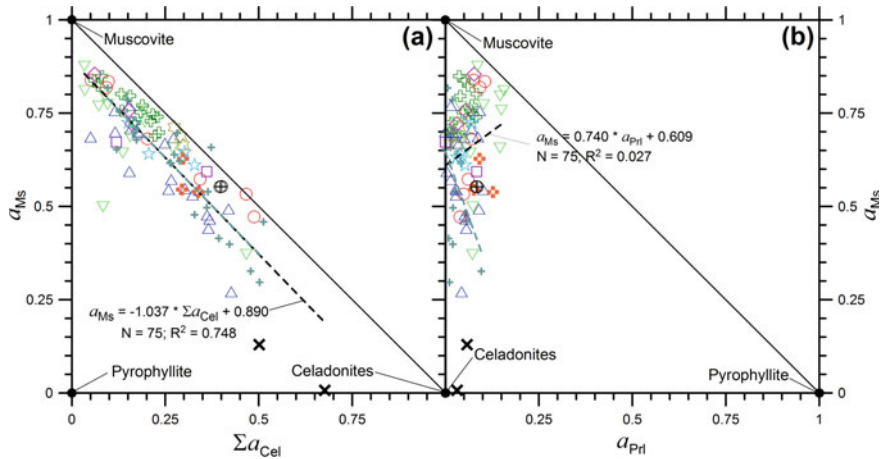 1
0.75
0.5
0.25
0
aMs
Muscovite
(a)
aMs = -1.037 * ΣaCel + 0.890
N = 75; R2 = 0.748
Pyrophyllite
Celadonites
0
0.25
0.5
0.75
ΣaCel
Muscovite
(b)
aMs = 0.740 * aPrl + 0.609
N = 75; R2 = 0.027
Celadonites
Pyrophyllite
0.25
0.5
0.75
1
aPrl
1
0.75
0.5
0.25
0
aMs